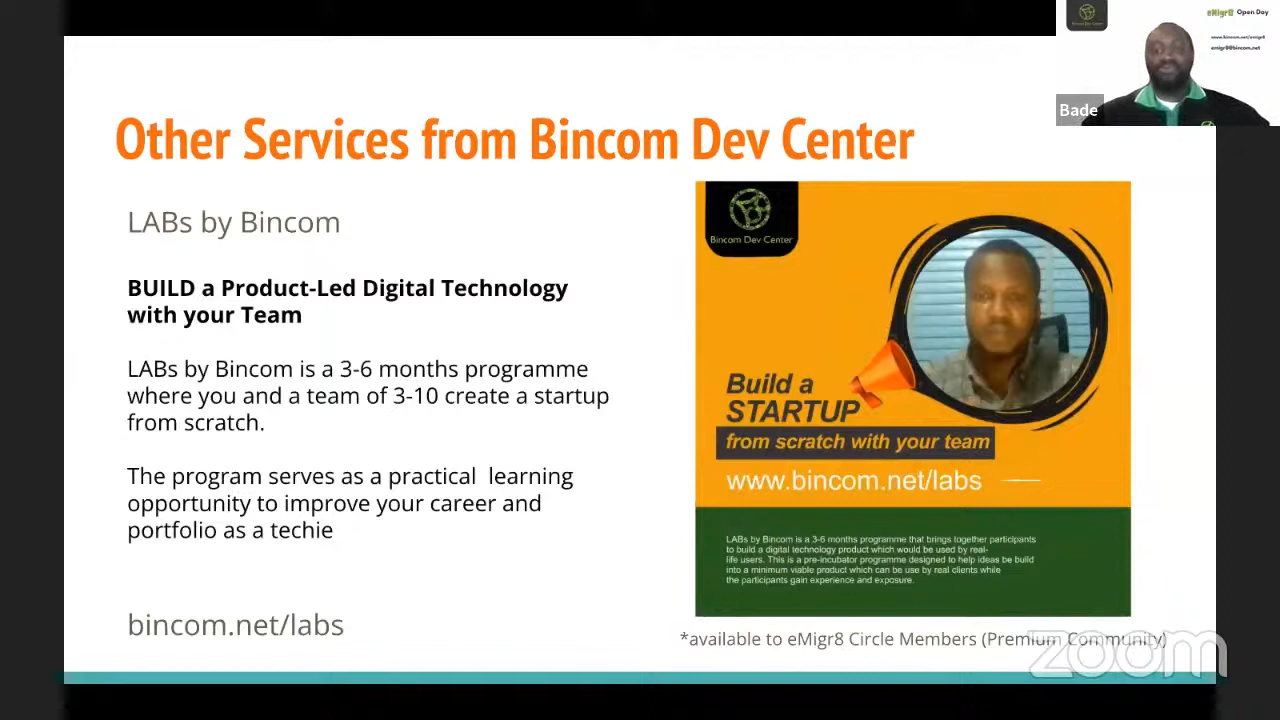 eMigr8 Open Day
www.bincom.net/emigr8
emigr8@bincom.net
Bade
Other Services from Bincom Dev Center
LABs by Bincom
BUILD a Product-Led Digital Technology
with your Team
LABs by Bincom is a 3-6 months programme
where you and a team of 3-10 create a startup
from scratch.
The program serves as a practical learning
opportunity to improve your career and
portfolio as a techie
bincom.net/labs
Bincom Dev Center
Build a
STARTUP
from scratch with your team
www.bincom.net/labs
LABs by Bincom is a 3-6 months programme that brings together participants
to build a digital technology product which would be used by real-
life users. This is a pre-incubator programme designed to help ideas be build
into a minimum viable product which can be use by real clients while
the participants gain experience and exposure.
*available to eMigr8 Circle Members (Premium Community)
zoom